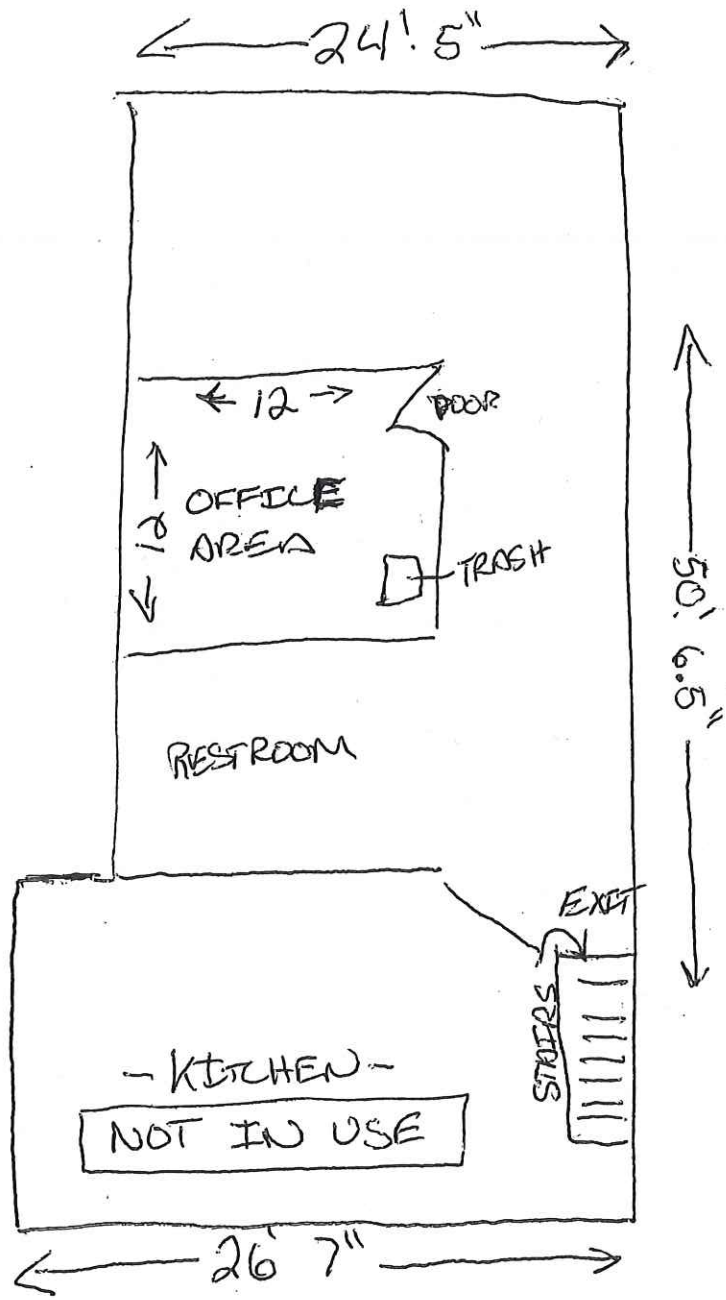 24'. 5"
← 12 →
DOOR
← 12 →
OFFICE
AREA
TRASH
50' 6.5"
RESTROOM
EXIT
STAIRS
- KITCHEN -
NOT IN USE
26' 7"